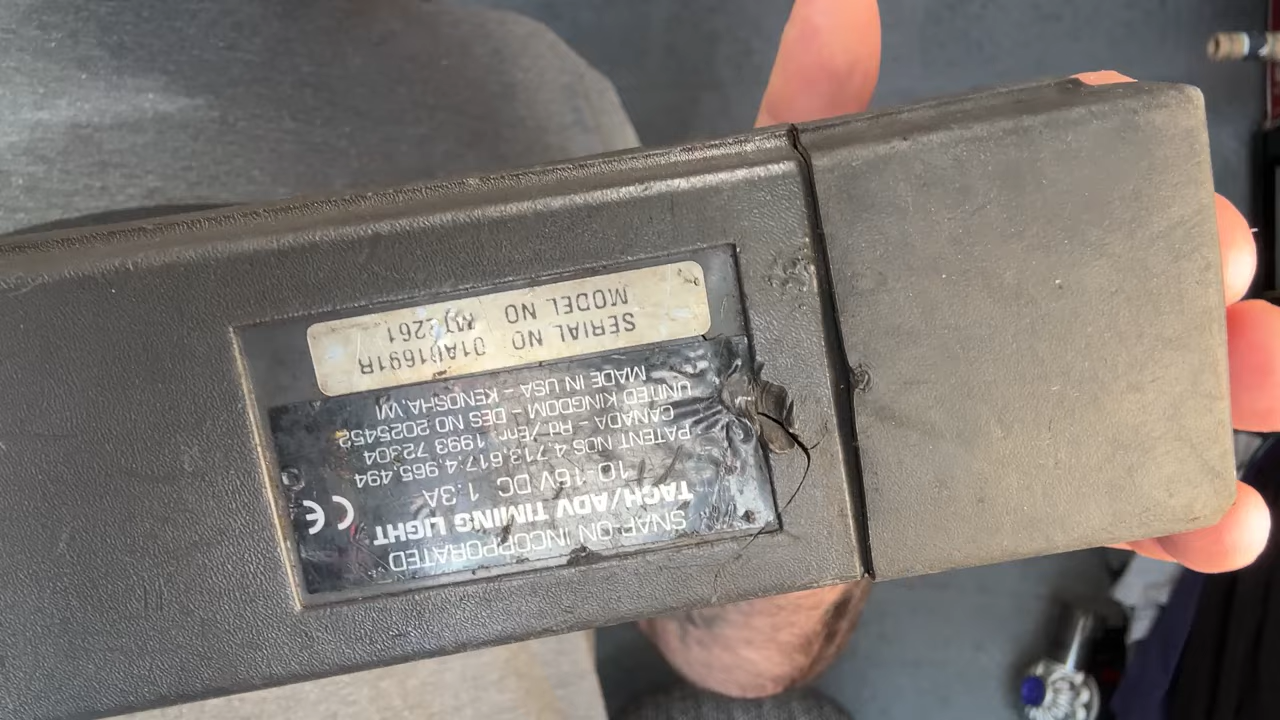 SNAP-ON INCORPORATED
TACH/ADV TIMING LIGHT
10-16V DC 1.3A
PATENT NOS 4,713,617:4,965,494
CANADA - Rd/Enr. 1993 72304
UNITED KINGDOM - DES NO 2025452
MADE IN USA - KENOSHA, WI
CE
SERIAL NO 01AB1691R
MODEL NO